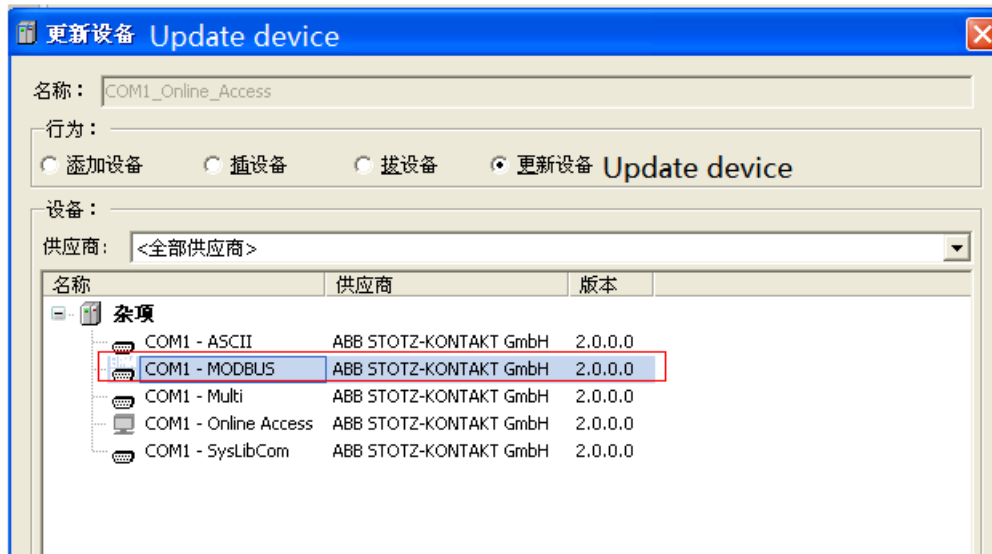 更新设备 Update device
名称： COM1_Online_Access
行为：
添加设备 插设备 拔设备 更新设备 Update device
设备：
供应商: <全部供应商>
名称 供应商 版本
杂项
COM1 - ASCII ABB STOTZ-KONTAKT GmbH 2.0.0.0
COM1 - MODBUS ABB STOTZ-KONTAKT GmbH 2.0.0.0
COM1 - Multi ABB STOTZ-KONTAKT GmbH 2.0.0.0
COM1 - Online Access ABB STOTZ-KONTAKT GmbH 2.0.0.0
COM1 - SysLibCom ABB STOTZ-KONTAKT GmbH 2.0.0.0